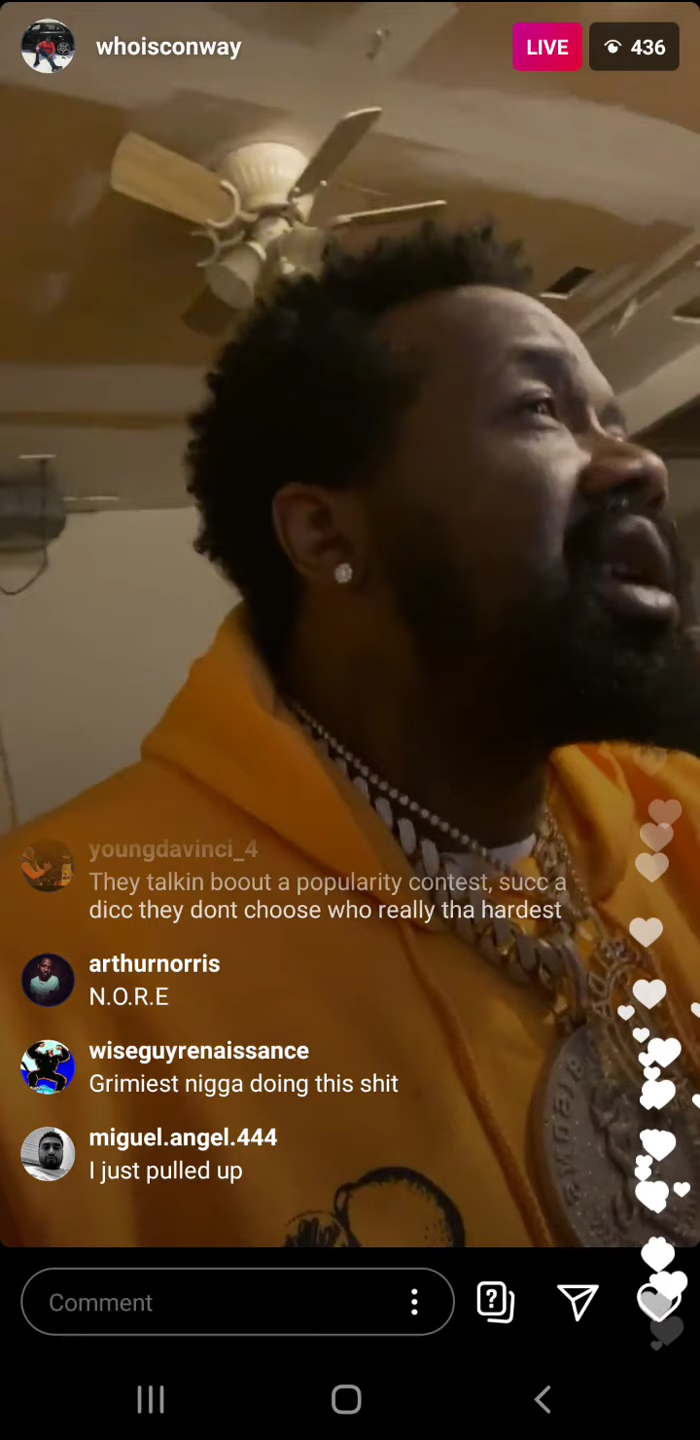 whoisconway
LIVE
436
youngdavinci_4
They talkin boout a popularity contest, succ a
dicc they dont choose who really tha hardest
arthurnorris
N.O.R.E
wiseguyrenaissance
Grimiest nigga doing this shit
miguel.angel.444
I just pulled up
Comment
?